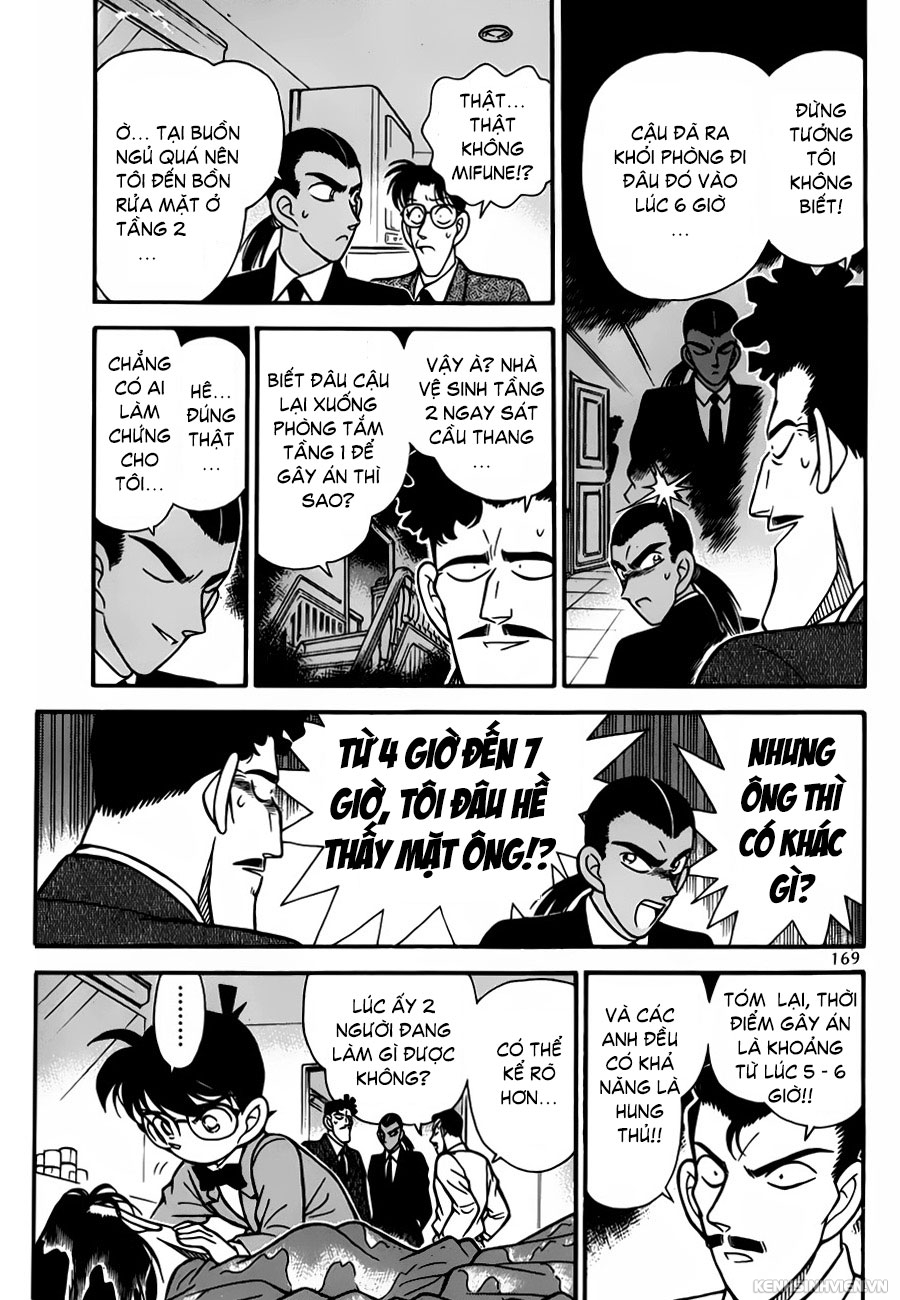 ĐỪNG
TƯỞNG
TÔI
KHÔNG
BIẾT!
CẬU ĐÃ RA
KHỎI PHÒNG ĐI
ĐÂU ĐÓ VÀO
LÚC 6 GIỜ
...
THẬT...
THẬT
KHÔNG
MIFUNE!?
Ờ... TẠI BUỒN
NGỦ QUÁ NÊN
TÔI ĐẾN BỒN
RỬA MẶT Ở
TẦNG 2
...
VẬY À? NHÀ
VỆ SINH TẦNG
2 NGAY SÁT
CẦU THANG
...
BIẾT ĐÂU CẬU
LẠI XUỐNG
PHÒNG TẮM
TẦNG 1 ĐỂ
GÂY ÁN THÌ
SAO?
HÊ...
ĐÚNG
THẬT
...
CHẲNG
CÓ AI
LÀM
CHỨNG
CHO
TÔI...
NHƯNG
ÔNG THÌ
CÓ KHÁC
GÌ?
TỪ 4 GIỜ ĐẾN 7
GIỜ, TÔI ĐÂU HỀ
THẤY MẶT ÔNG!?
169
TÓM LẠI, THỜI
ĐIỂM GÂY ÁN
LÀ KHOẢNG
TỪ LÚC 5 - 6
GIỜ!!
VÀ CÁC
ANH ĐỀU
CÓ KHẢ
NĂNG LÀ
HUNG
THỦ!!
CÓ THỂ
KỂ RÕ
HƠN...
LÚC ẤY 2
NGƯỜI ĐANG
LÀM GÌ ĐƯỢC
KHÔNG?
........
KENJISINHVIEN.VN